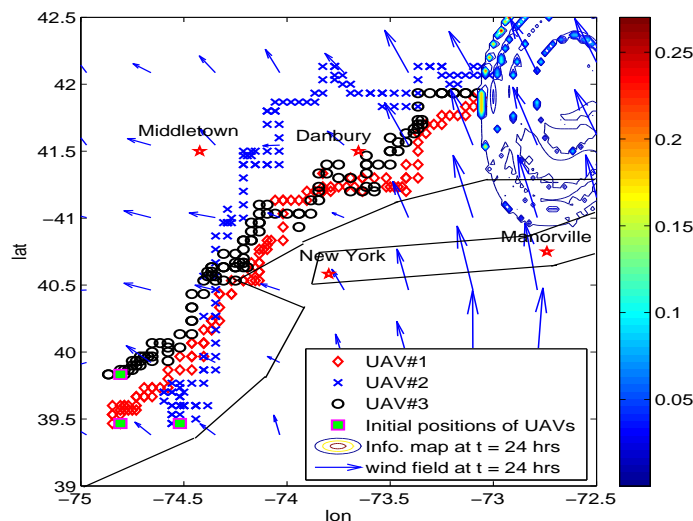 42.5
42
41.5
−41
40.5
40
39.5
39
lat
Middletown
Danbury
New York
Manorville
UAV#1
UAV#2
UAV#3
Initial positions of UAVs
Info. map at t = 24 hrs
wind field at t = 24 hrs
−75
−74.5
−74
−73.5
−73
−72.5
lon
0.25
0.2
0.15
0.1
0.05
0.00